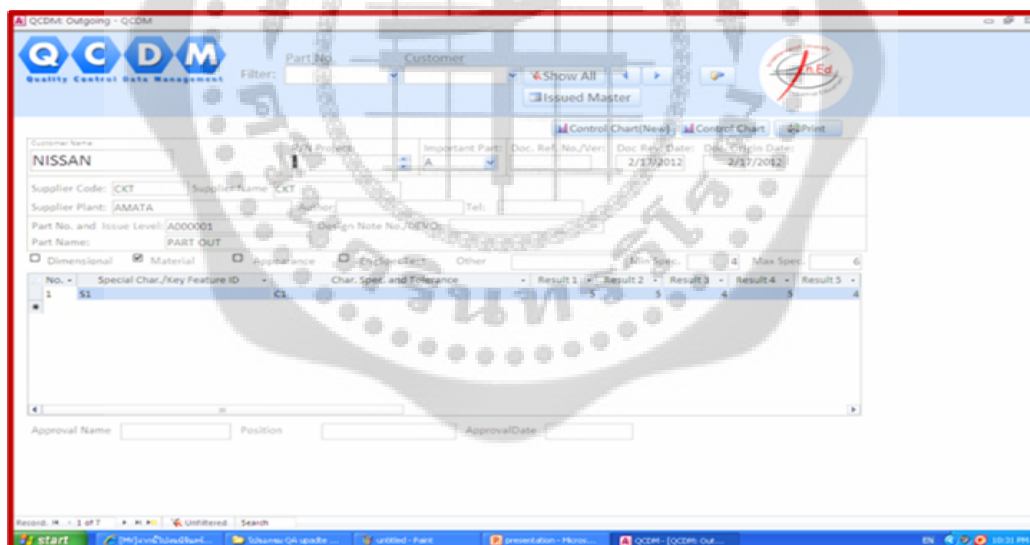 QCDM: Outgoing - QCDM
QCDM
Quality Control Data Management
Part No. Customer
Filter: Show All
Issued Master
Control Chart(New) Control Chart Print
Customer Name P/N Project: Important Part: Doc. Ref. No./Ver: Doc Rev. Date: Doc. Origin Date:
NISSAN 1 A 2/17/2012 2/17/2012
Supplier Code: CKT Supplier Name CKT
Supplier Plant: AMATA Author Tel:
Part No. and Issue Level: A000001 Design Note No./DEVO:
Part Name: PART OUT
Dimensional Material Appearance Other Min Spec. 4 Max Spec. 6
No. Special Char./Key Feature ID Char. Spec. and Tolerance Result 1 Result 2 Result 3 Result 4 Result 5
1 S1 C1 5 5 4 5 4
Approval Name Position ApprovalDate
Record: 1 of 7 Unfiltered Search
start untitled - Paint presentation - Micros... QCDM - [QCDM: Out... EN 10:31 PM